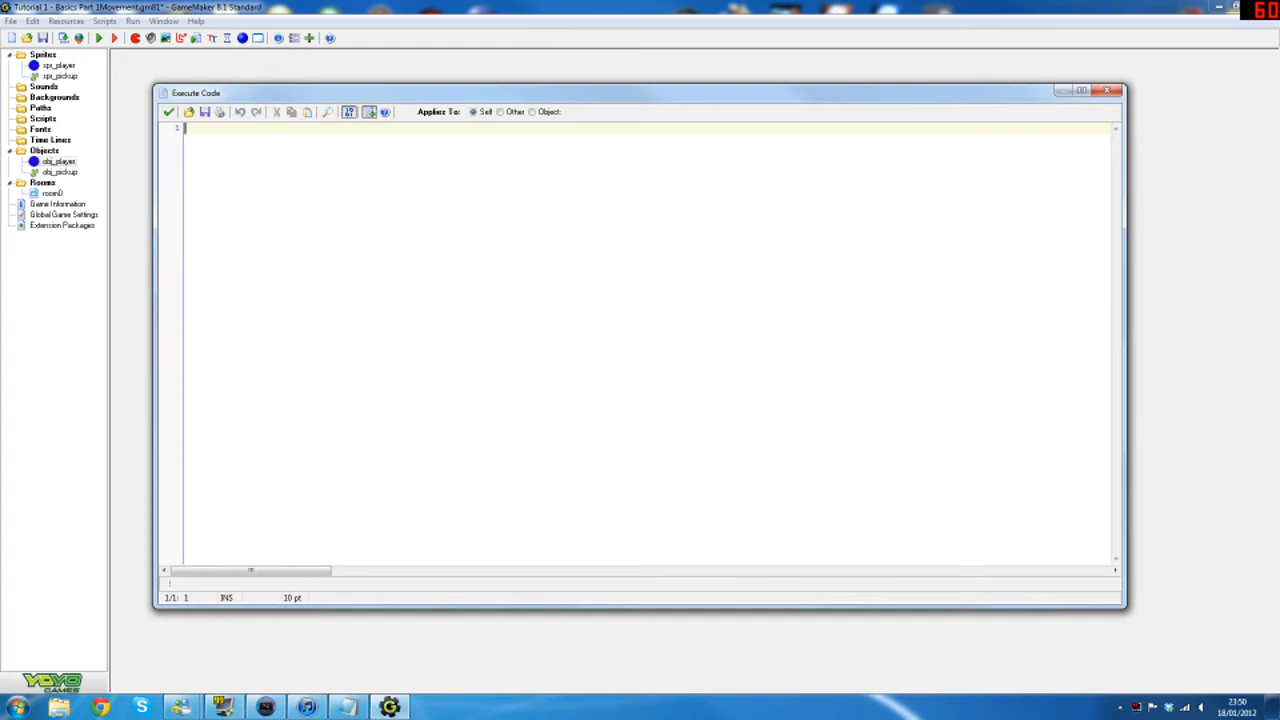 Tutorial 1 - Basics Part 1Movement.gm81* - GameMaker 8.1 Standard
60
File Edit Resources Scripts Run Window Help
Sprites
spr_player
spr_pickup
Sounds
Backgrounds
Paths
Scripts
Fonts
Time Lines
Objects
obj_player
obj_pickup
Rooms
room0
Game Information
Global Game Settings
Extension Packages
Execute Code
Applies To: Self Other Object:
1
1/1: 1 INS 10 pt
YOYO
GAMES
23:50
18/01/2012